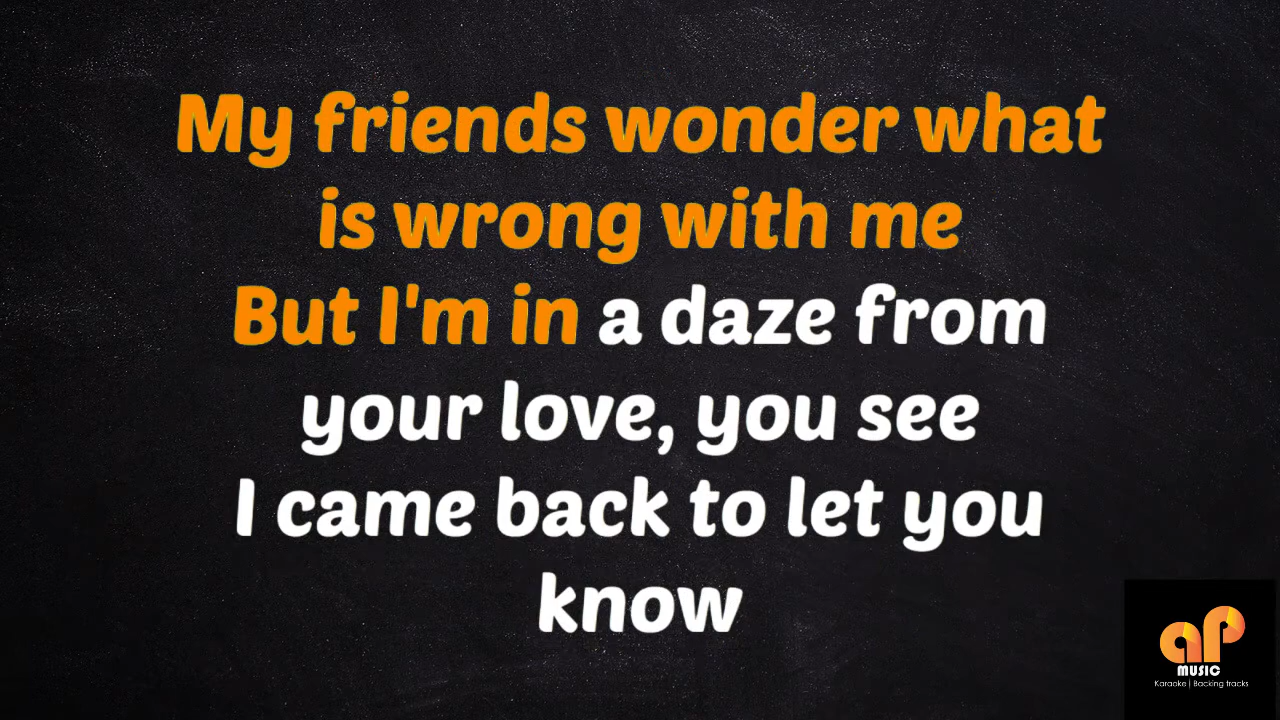 My friends wonder what
is wrong with me
But I'm in a daze from
your love, you see
I came back to let you
know
ap
MUSIC
Karaoke | Backing tracks